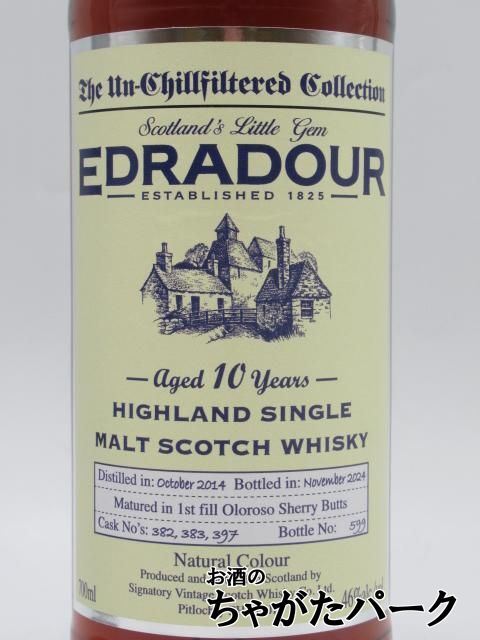 The Un-Chillfiltered Collection
Scotland's Little Gem
EDRADOUR
ESTABLISHED 1825
Aged 10 Years
HIGHLAND SINGLE
MALT SCOTCH WHISKY
Distilled in: October 2014 Bottled in: November 2024
Matured in 1st fill Oloroso Sherry Butts
Cask No's: 382, 383, 397 Bottle No: 599
Natural Colour
Produced and Scotland by
Signatory Vintage Scotch Whisky Co. Ltd.
Pitloch
700ml
46%
お酒の
ちゃがたパーク